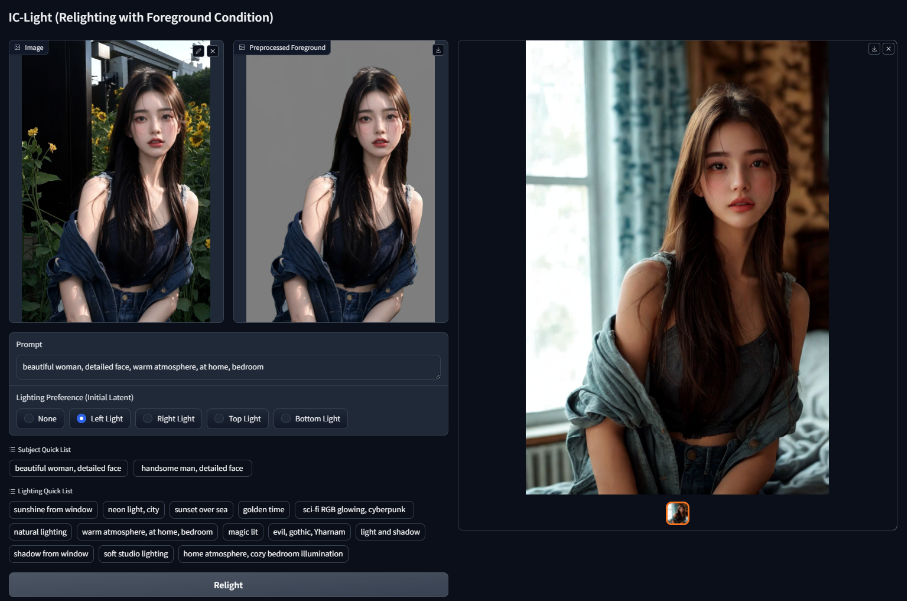 IC-Light (Relighting with Foreground Condition)
Image
Preprocessed Foreground
Prompt
beautiful woman, detailed face, warm atmosphere, at home, bedroom
Lighting Preference (Initial Latent)
None Left Light Right Light Top Light Bottom Light
Subject Quick List
beautiful woman, detailed face handsome man, detailed face
Lighting Quick List
sunshine from window neon light, city sunset over sea golden time sci-fi RGB glowing, cyberpunk
natural lighting warm atmosphere, at home, bedroom magic lit evil, gothic, Yharnam light and shadow
shadow from window soft studio lighting home atmosphere, cozy bedroom illumination
Relight